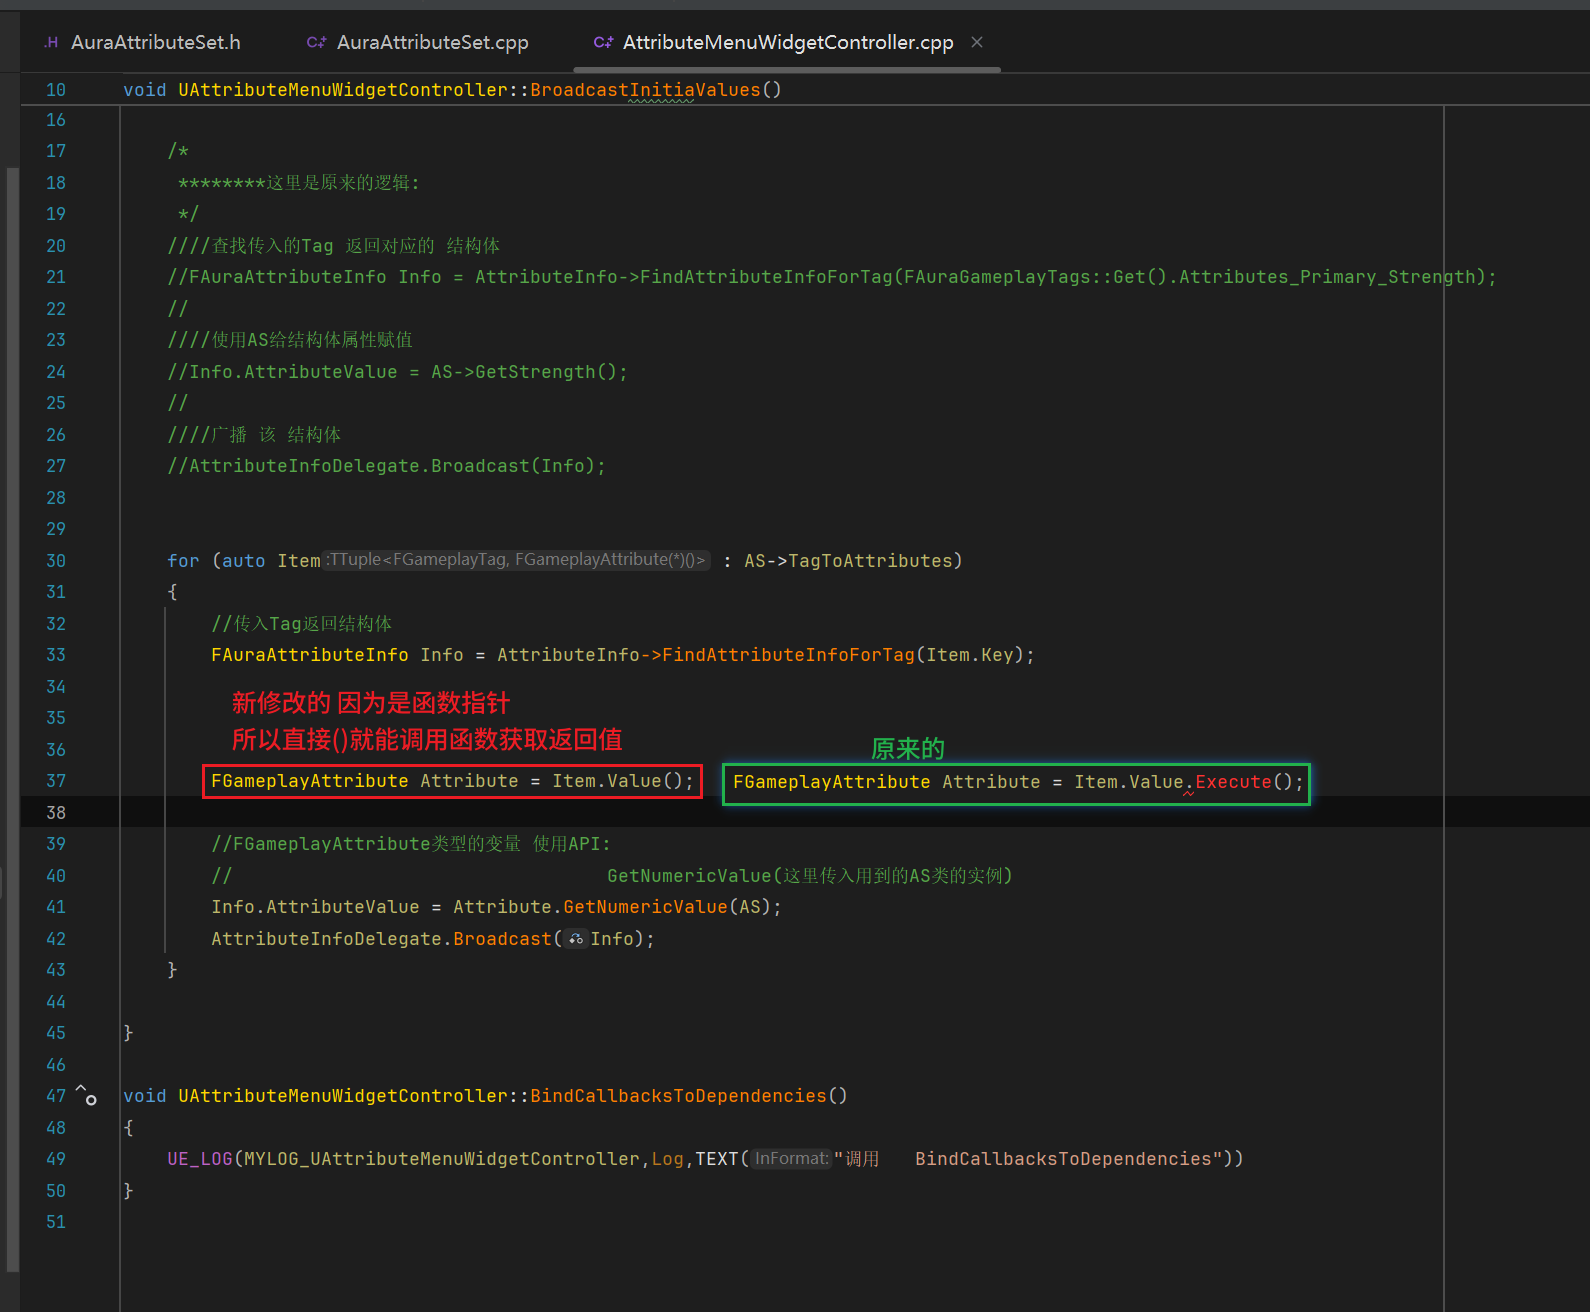 .H AuraAttributeSet.h C++ AuraAttributeSet.cpp C++ AttributeMenuWidgetController.cpp ×
10 void UAttributeMenuWidgetController::BroadcastInitiaValues()
16
17 /*
18 ********这里是原来的逻辑:
19 */
20 ////查找传入的Tag 返回对应的 结构体
21 //FAuraAttributeInfo Info = AttributeInfo->FindAttributeInfoForTag(FAuraGameplayTags::Get().Attributes_Primary_Strength);
22 //
23 ////使用AS给结构体属性赋值
24 //Info.AttributeValue = AS->GetStrength();
25 //
26 ////广播 该 结构体
27 //AttributeInfoDelegate.Broadcast(Info);
28
29
30 for (auto Item :TTuple<FGameplayTag, FGameplayAttribute(*)()> : AS->TagToAttributes)
31 {
32 //传入Tag返回结构体
33 FAuraAttributeInfo Info = AttributeInfo->FindAttributeInfoForTag(Item.Key);
34
新修改的 因为是函数指针
35
所以直接()就能调用函数获取返回值
36 原来的
37 FGameplayAttribute Attribute = Item.Value(); FGameplayAttribute Attribute = Item.Value.Execute();
38
39 //FGameplayAttribute类型的变量 使用API:
40 // GetNumericValue(这里传入用到的AS类的实例)
41 Info.AttributeValue = Attribute.GetNumericValue(AS);
42 AttributeInfoDelegate.Broadcast(Info);
43 }
44
45 }
46
47 void UAttributeMenuWidgetController::BindCallbacksToDependencies()
48 {
49 UE_LOG(MYLOG_UAttributeMenuWidgetController,Log,TEXT( InFormat: "调用 BindCallbacksToDependencies"))
50 }
51